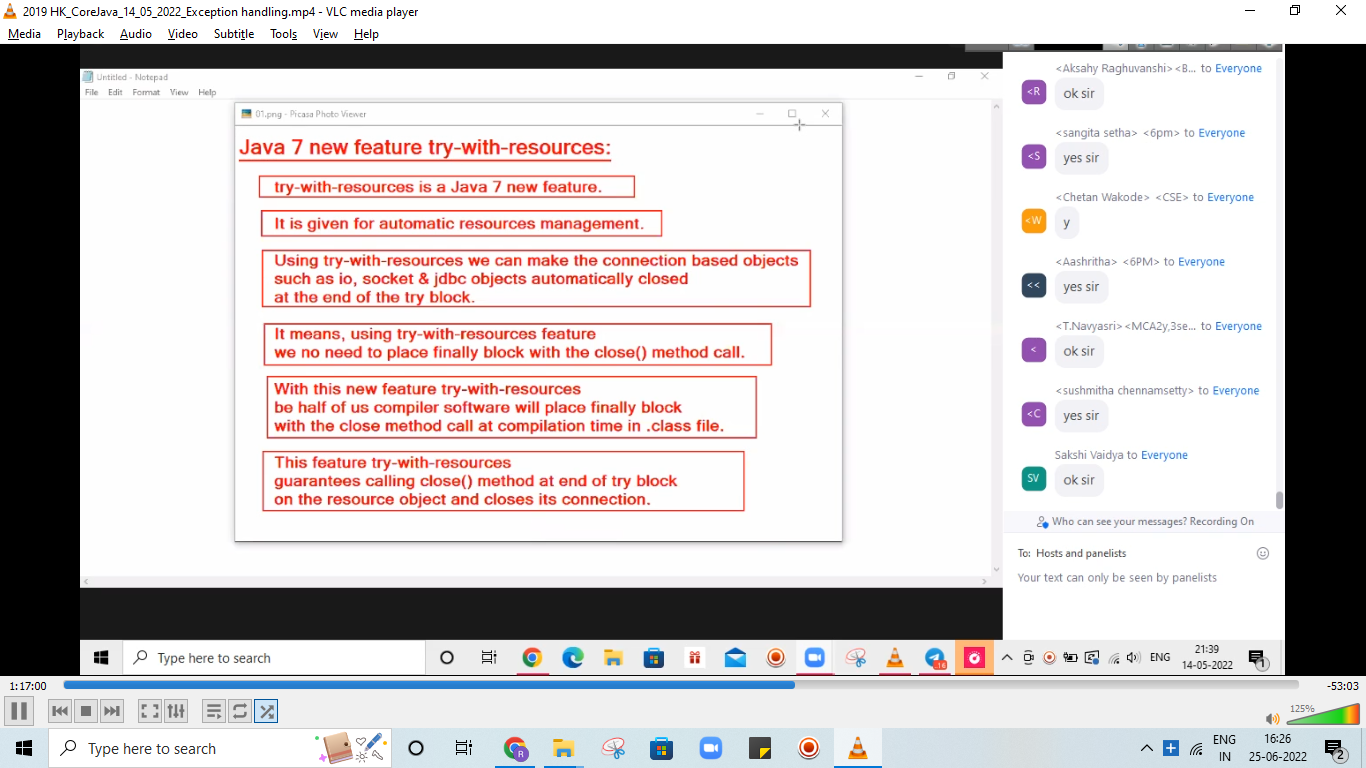 2019 HK_CoreJava_14_05_2022_Exception handling.mp4 - VLC media player
Media Playback Audio Video Subtitle Tools View Help
Untitled - Notepad
File Edit Format View Help
01.png - Picasa Photo Viewer
Java 7 new feature try-with-resources:
try-with-resources is a Java 7 new feature.
It is given for automatic resources management.
Using try-with-resources we can make the connection based objects
such as io, socket & jdbc objects automatically closed
at the end of the try block.
It means, using try-with-resources feature
we no need to place finally block with the close() method call.
With this new feature try-with-resources
be half of us compiler software will place finally block
with the close method call at compilation time in .class file.
This feature try-with-resources
guarantees calling close() method at end of try block
on the resource object and closes its connection.
<Aksahy Raghuvanshi> <B... to Everyone
<R
ok sir
<sangita setha> <6pm> to Everyone
<S
yes sir
<Chetan Wakode> <CSE> to Everyone
<W
y
<Aashritha> <6PM> to Everyone
<<
yes sir
<T.Navyasri> <MCA2y,3se... to Everyone
<
ok sir
<sushmitha chennamsetty> to Everyone
<C
yes sir
Sakshi Vaidya to Everyone
SV
ok sir
Who can see your messages? Recording On
To: Hosts and panelists
Your text can only be seen by panelists
Type here to search
16
ENG
21:39
14-05-2022
1
1:17:00
-53:03
125%
Type here to search
R
ENG
IN
16:26
25-06-2022
2